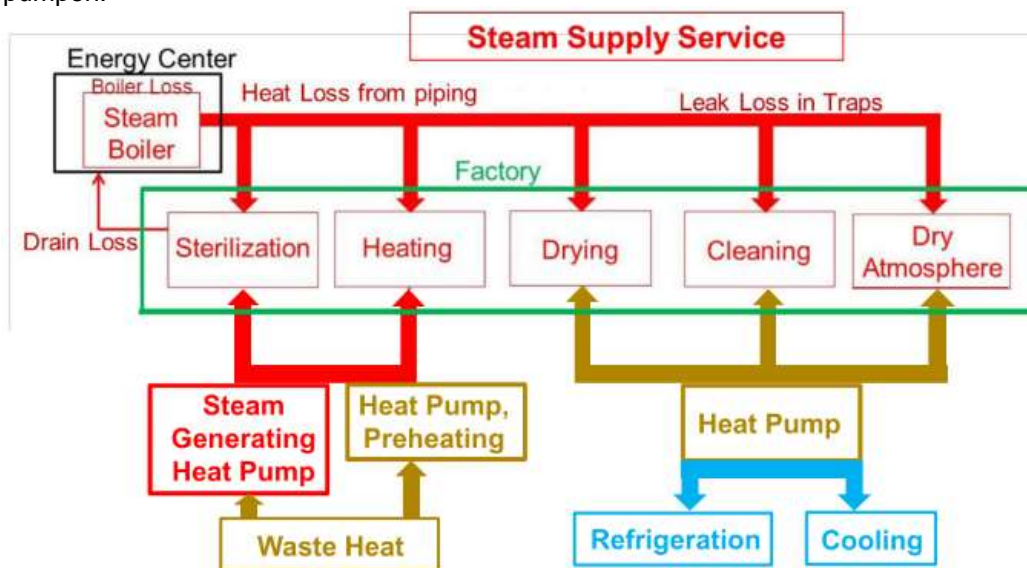 pumpen.
Steam Supply Service
Energy Center
Boiler Loss
Steam
Boiler
Heat Loss from piping
Leak Loss in Traps
Factory
Drain Loss
Sterilization
Heating
Drying
Cleaning
Dry
Atmosphere
Steam
Generating
Heat Pump
Heat Pump,
Preheating
Heat Pump
Waste Heat
Refrigeration
Cooling